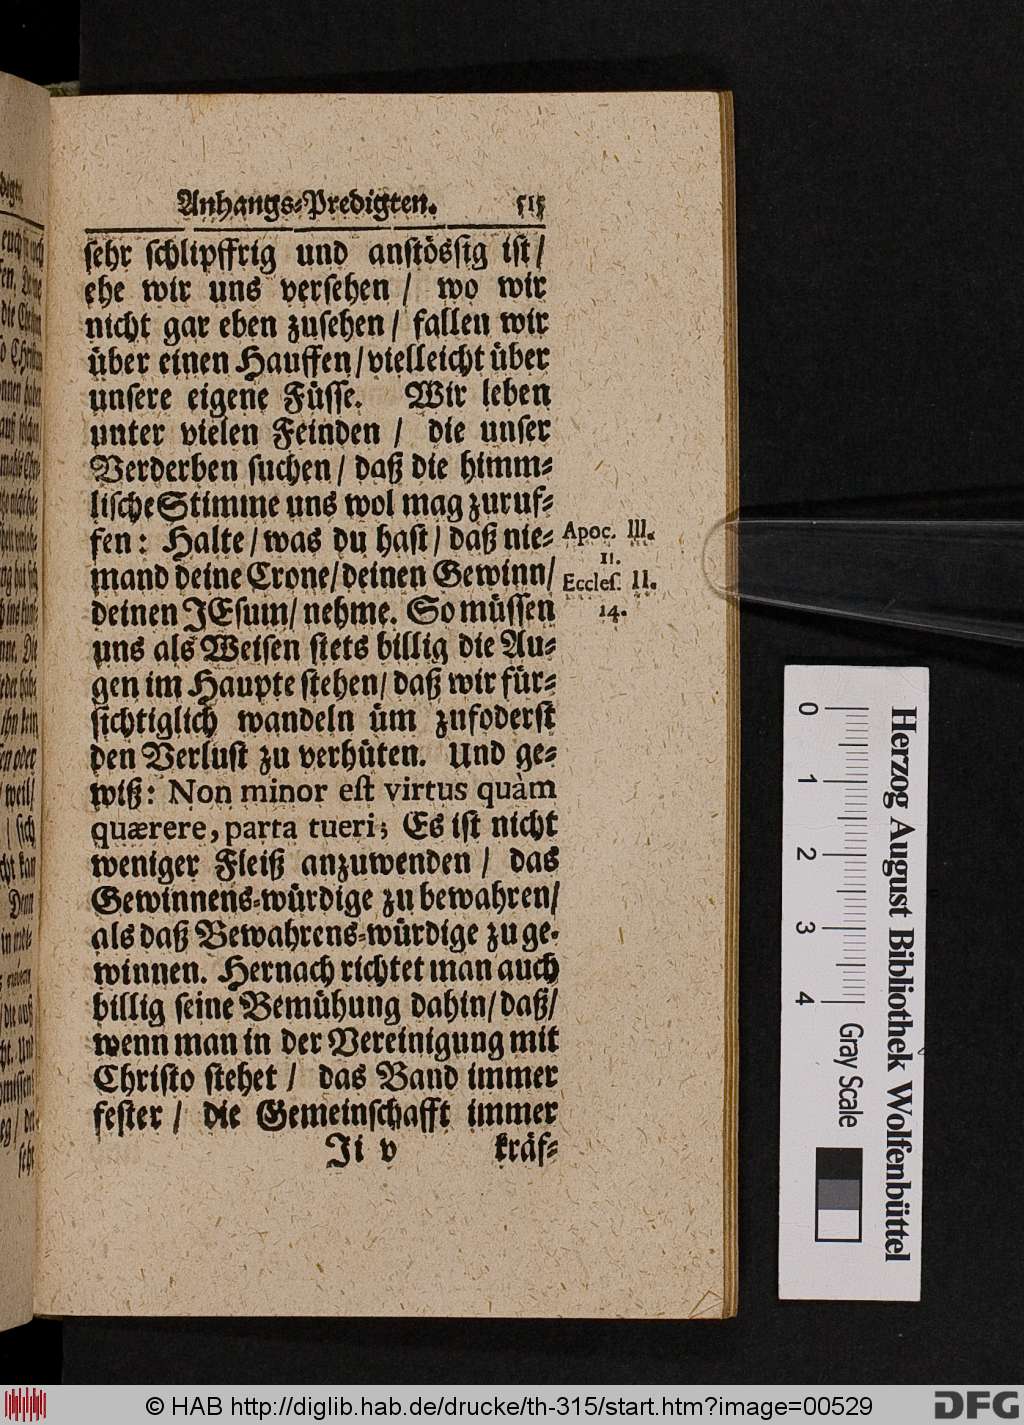 Anhangs-Predigten. 515
sehr schlipffrig und anstössig ist/
ehe wir uns versehen / wo wir
nicht gar eben zusehen / fallen wir
über einen Hauffen / vielleicht über
unsere eigene Füsse. Wir leben
unter vielen Feinden / die unser
Verderben suchen / daß die himm-
lische Stimme uns wol mag zuruf-
fen: Halte / was du hast / daß nie-
mand deine Crone / deinen Gewinn /
deinen JEsum / nehme. So müssen
uns als Weisen stets billig die Au-
gen im Haupte stehen / daß wir für-
sichtiglich wandeln üm zufoderst
den Verlust zu verhüten. Und ge-
wiß: Non minor est virtus quàm
quærere, parta tueri; Es ist nicht
weniger Fleiß anzuwenden / das
Gewinnens-würdige zu bewahren /
als daß Bewahrens-würdige zu ge-
winnen. Hernach richtet man auch
billig seine Bemühung dahin / daß /
wenn man in der Vereinigung mit
Christo stehet / das Band immer
fester / die Gemeinschafft immer
Ji v kräf-
Apoc. III.
11.
Eccles. II.
14.
0 1 2 3 4
Gray Scale
Herzog August Bibliothek Wolfenbüttel
© HAB http://diglib.hab.de/drucke/th-315/start.htm?image=00529
DFG